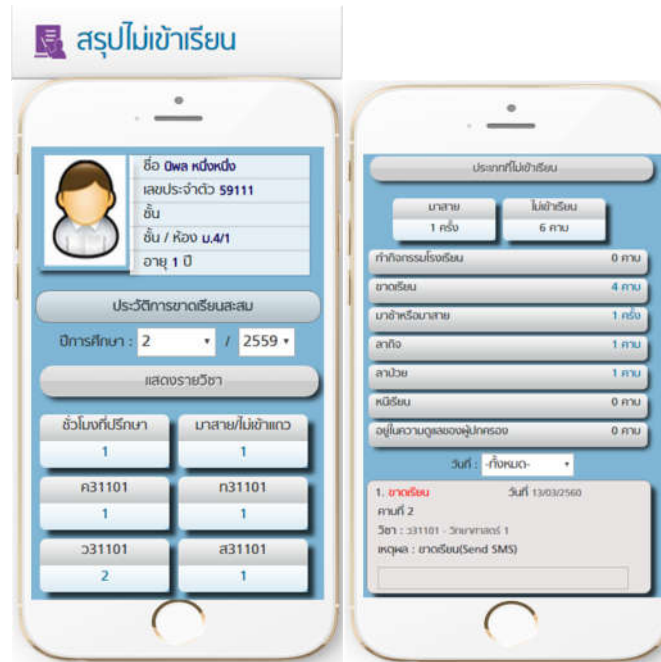 สรุปไม่เข้าเรียน
ชื่อ นิพล หนึ่งหนึ่ง
เลขประจำตัว 59111
ชั้น
ชั้น / ห้อง ม.4/1
อายุ 1 ปี
ประวัติการขาดเรียนสะสม
ปีการศึกษา : 2 / 2559
แสดงรายวิชา
ชั่วโมงที่ปรึกษา มาสาย/ไม่เข้าแถว
1 1
ค31101 ท31101
1 1
ว31101 ส31101
2 1
ประเภทที่ไม่เข้าเรียน
มาสาย ไม่เข้าเรียน
1 ครั้ง 6 คาบ
ทำกิจกรรมโรงเรียน 0 คาบ
ขาดเรียน 4 คาบ
มาช้าหรือมาสาย 1 ครั้ง
ลากิจ 1 คาบ
ลาป่วย 1 คาบ
หนีเรียน 0 คาบ
อยู่ในความดูแลของผู้ปกครอง 0 คาบ
วันที่ : -ทั้งหมด-
1. ขาดเรียน วันที่ 13/03/2560
คาบที่ 2
วิชา : ว31101 - วิทยาศาสตร์ 1
เหตุผล : ขาดเรียน(Send SMS)